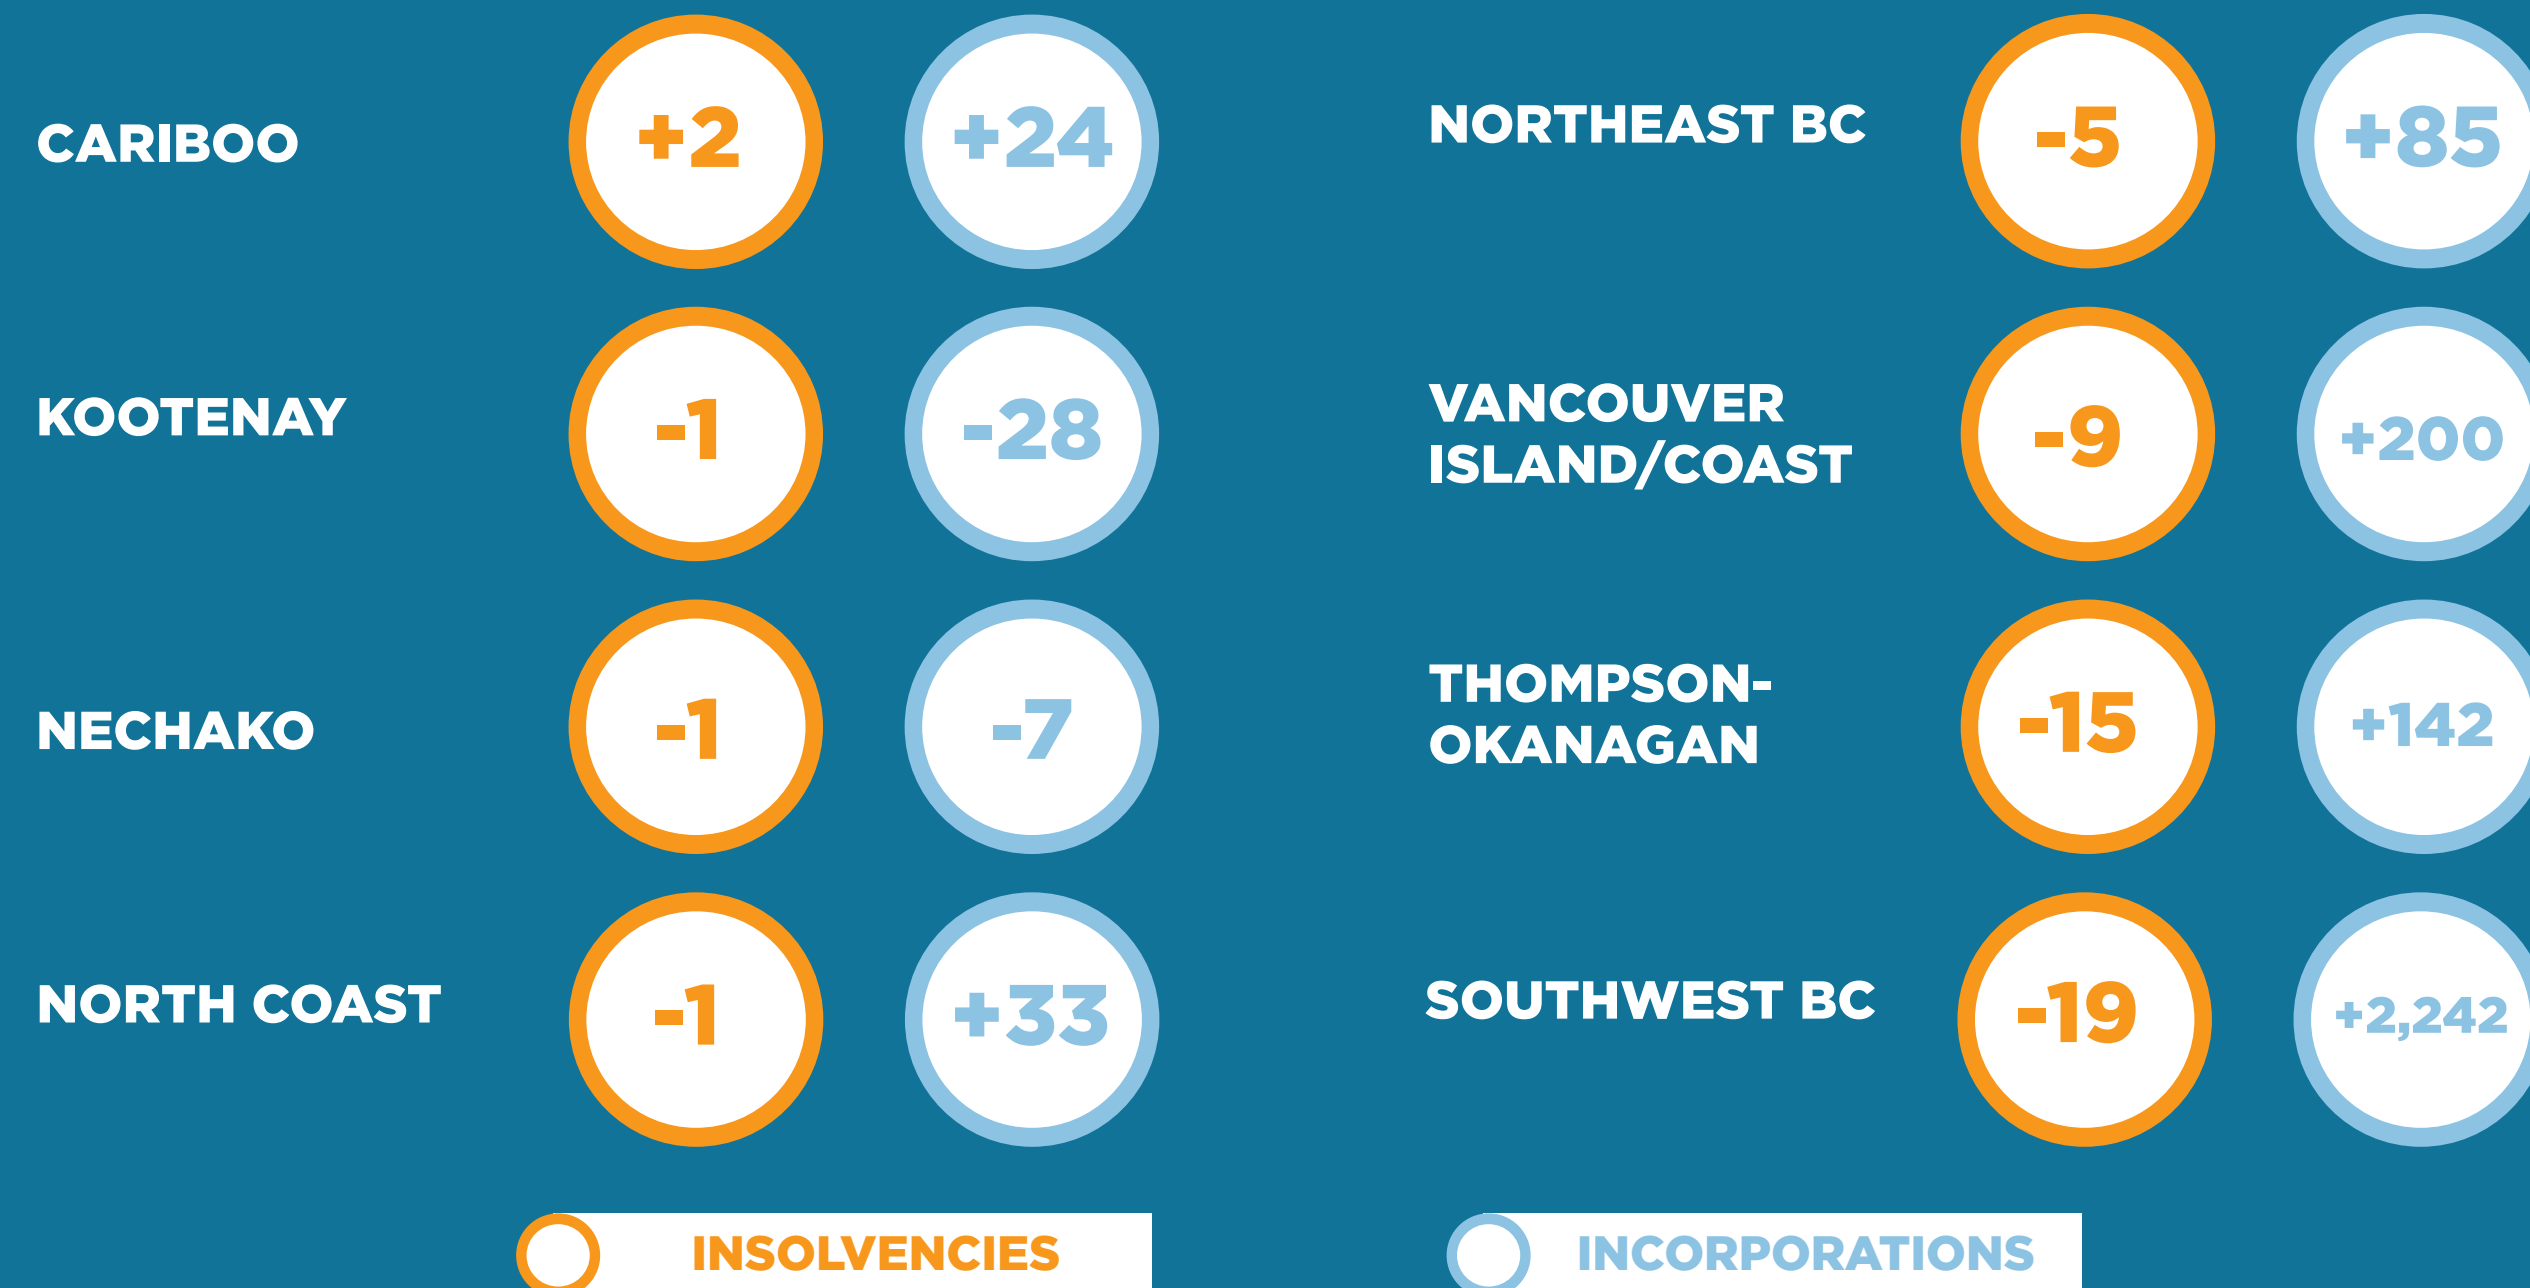 CARIBOO
+2
+24
KOOTENAY
-1
-28
NECHAKO
-1
-7
NORTH COAST
-1
+33
NORTHEAST BC
-5
+85
VANCOUVER
ISLAND/COAST
-9
+200
THOMPSON-
OKANAGAN
-15
+142
SOUTHWEST BC
-19
+2,242
INSOLVENCIES
INCORPORATIONS